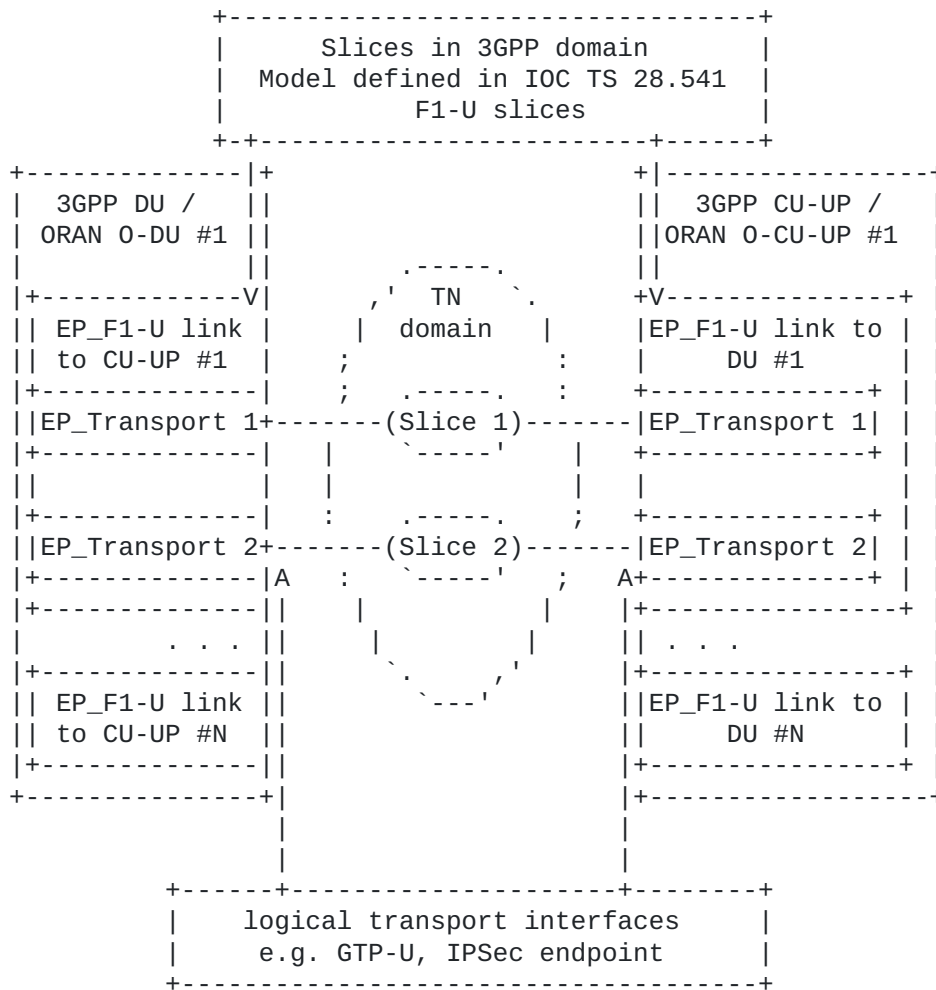 Slices in 3GPP domain
Model defined in IOC TS 28.541
F1-U slices
3GPP DU /
ORAN O-DU #1
3GPP CU-UP /
ORAN O-CU-UP #1
TN
domain
EP_F1-U link
to CU-UP #1
EP_F1-U link to
DU #1
EP_Transport 1
(Slice 1)
EP_Transport 1
EP_Transport 2
(Slice 2)
EP_Transport 2
. . .
. . .
EP_F1-U link
to CU-UP #N
EP_F1-U link to
DU #N
logical transport interfaces
e.g. GTP-U, IPSec endpoint